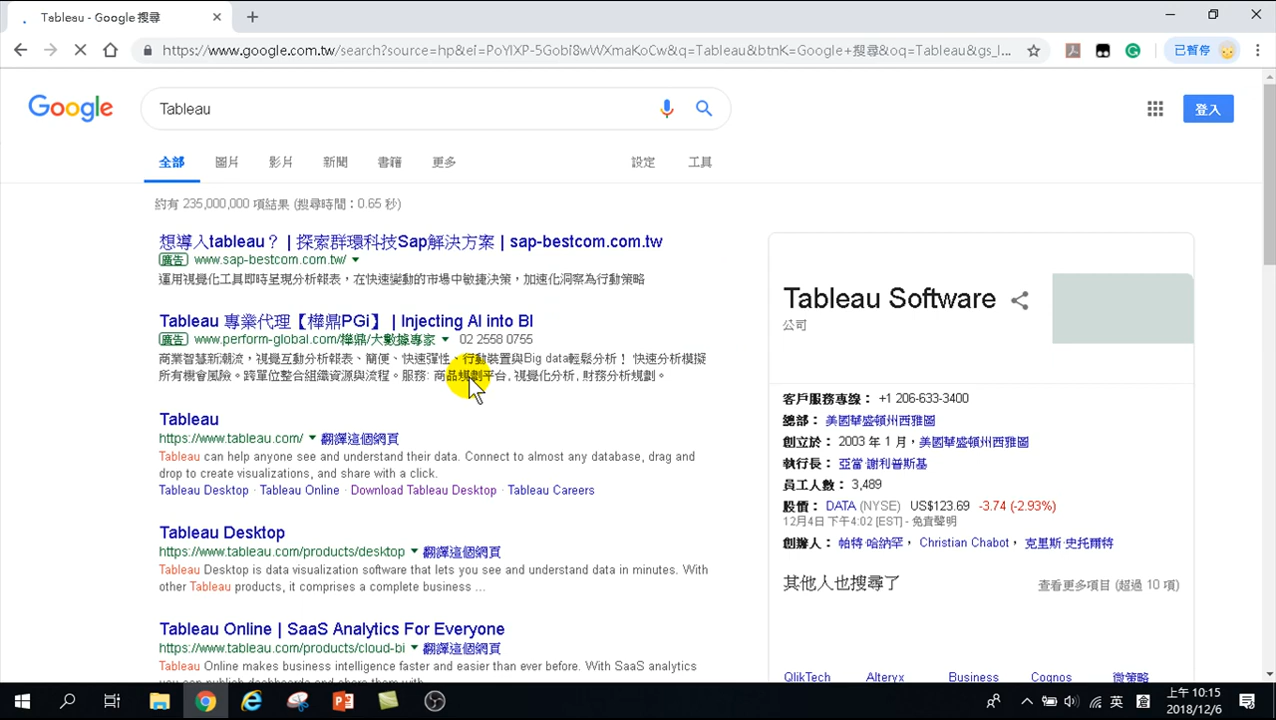 Tableau - Google 搜尋
https://www.google.com.tw/search?source=hp&ei=PoYIXP-5Gobi8wWXmaKoCw&q=Tableau&btnK=Google+搜尋&oq=Tableau&gs_l...
已暫停
Google
Tableau
登入
全部 圖片 影片 新聞 書籍 更多 設定 工具
約有 235,000,000 項結果 (搜尋時間：0.65 秒)
想導入tableau？ | 探索群環科技Sap解決方案 | sap-bestcom.com.tw
廣告 www.sap-bestcom.com.tw/
運用視覺化工具即時呈現分析報表，在快速變動的市場中敏捷決策，加速化洞察為行動策略
Tableau 專業代理【樺鼎PGi】 | Injecting AI into BI
廣告 www.perform-global.com/樺鼎/大數據專家 02 2558 0755
商業智慧新潮流，視覺互動分析報表、簡便、快速彈性、行動裝置與Big data輕鬆分析！ 快速分析模擬
所有機會風險。跨單位整合組織資源與流程。服務: 商品規劃平台, 視覺化分析, 財務分析規劃。
Tableau
https://www.tableau.com/ 翻譯這個網頁
Tableau can help anyone see and understand their data. Connect to almost any database, drag and
drop to create visualizations, and share with a click.
Tableau Desktop · Tableau Online · Download Tableau Desktop · Tableau Careers
Tableau Desktop
https://www.tableau.com/products/desktop 翻譯這個網頁
Tableau Desktop is data visualization software that lets you see and understand data in minutes. With
other Tableau products, it comprises a complete business ...
Tableau Online | SaaS Analytics For Everyone
https://www.tableau.com/products/cloud-bi 翻譯這個網頁
Tableau Online makes business intelligence faster and easier than ever before. With SaaS analytics
Tableau Software
公司
客戶服務專線： +1 206-633-3400
總部： 美國華盛頓州西雅圖
創立於： 2003 年 1 月，美國華盛頓州西雅圖
執行長： 亞當·謝利普斯基
員工人數： 3,489
股價： DATA (NYSE) US$123.69 -3.74 (-2.93%)
12月4日 下午4:02 [EST] - 免責聲明
創辦人： 帕特·哈納罕， Christian Chabot， 克里斯·史托爾特
其他人也搜尋了 查看更多項目 (超過 10 項)
QlikTech Alteryx Business Cognos 微策略
英
上午 10:15
2018/12/6